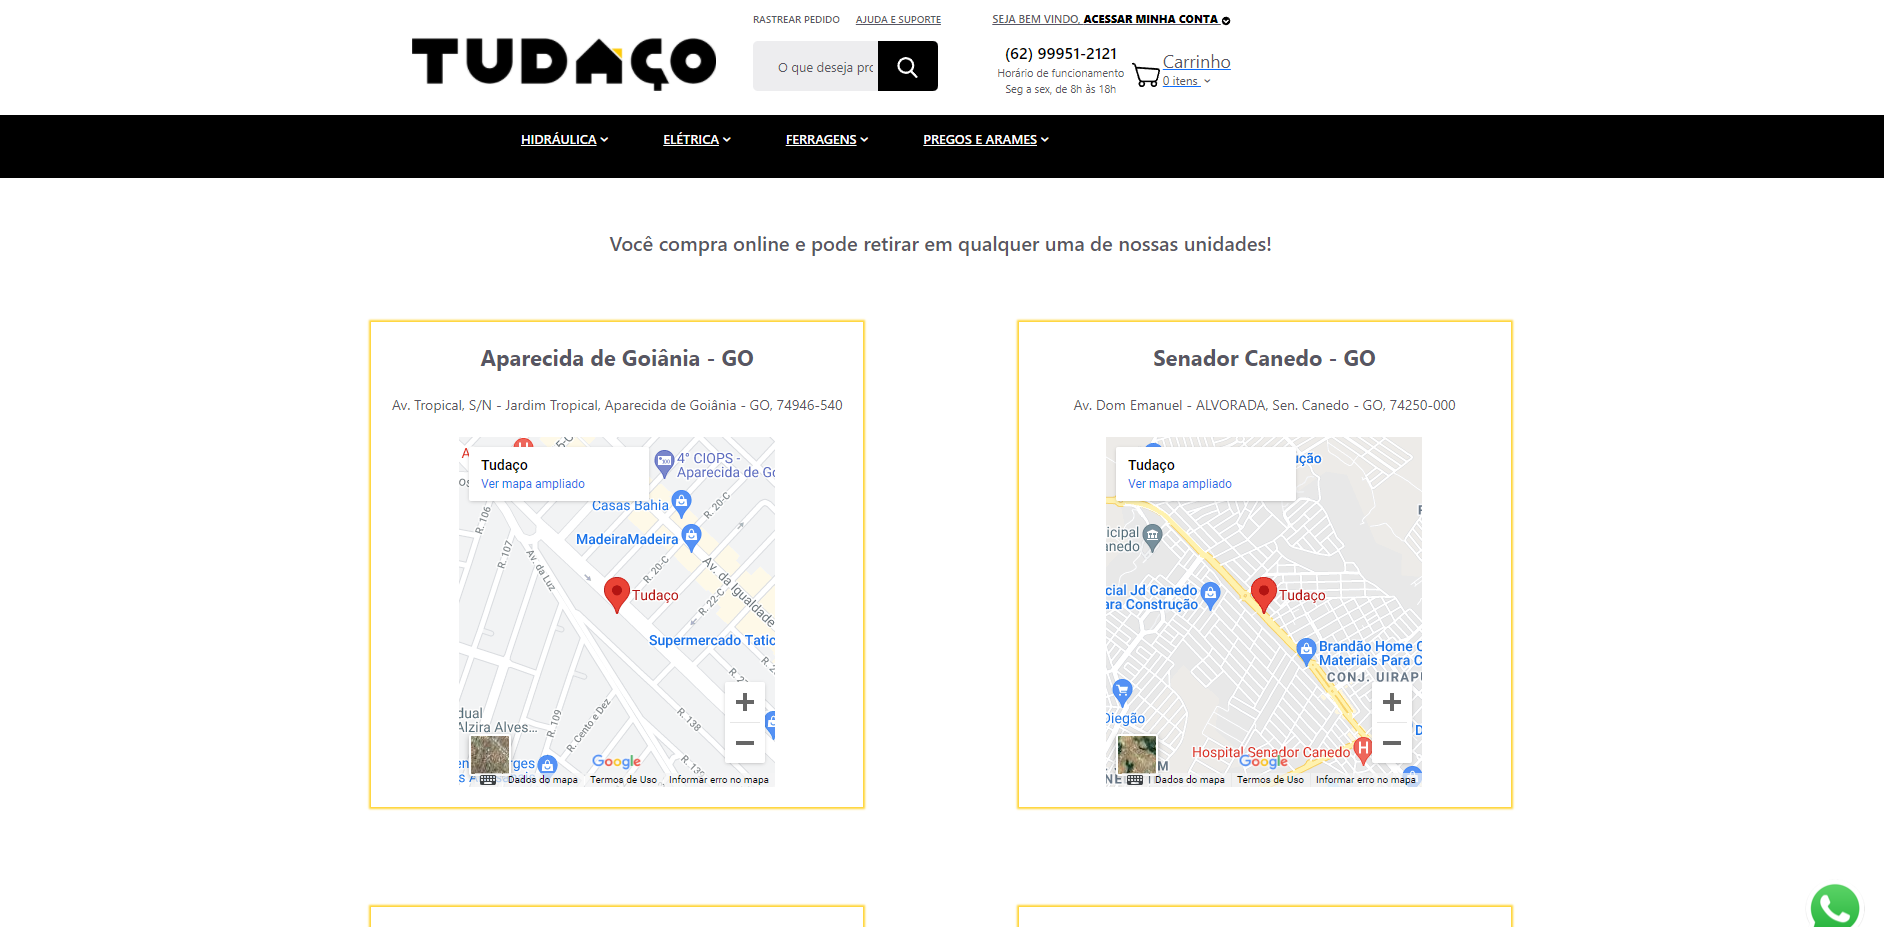 RASTREAR PEDIDO
AJUDA E SUPORTE
SEJA BEM VINDO, ACESSAR MINHA CONTA
TUDAÇO
O que deseja pro
(62) 99951-2121
Horário de funcionamento
Seg a sex, de 8h às 18h
Carrinho
0 itens
HIDRÁULICA
ELÉTRICA
FERRAGENS
PREGOS E ARAMES
Você compra online e pode retirar em qualquer uma de nossas unidades!
Aparecida de Goiânia - GO
Av. Tropical, S/N - Jardim Tropical, Aparecida de Goiânia - GO, 74946-540
Tudaço
Ver mapa ampliado
4° CIOPS -
Aparecida de Go
Casas Bahia
R. 20-C
R. 106
MadeiraMadeira
R. 107
Av. da Luz
R. 20-C
Av. da Igualdade
Tudaço
R. 22-C
Supermercado Tatic
dual
Alzira Alves...
R. 109
R. Cento e Dez
R. 138
Google
Dados do mapa
Termos de Uso
Informar erro no mapa
Senador Canedo - GO
Av. Dom Emanuel - ALVORADA, Sen. Canedo - GO, 74250-000
Tudaço
Ver mapa ampliado
ução
icipal
anedo
cial Jd Canedo
ara Construção
Tudaço
Brandão Home C
Materiais Para C
CONJ. UIRAPU
Diegão
Hospital Senador Canedo
Google
Dados do mapa
Termos de Uso
Informar erro no mapa